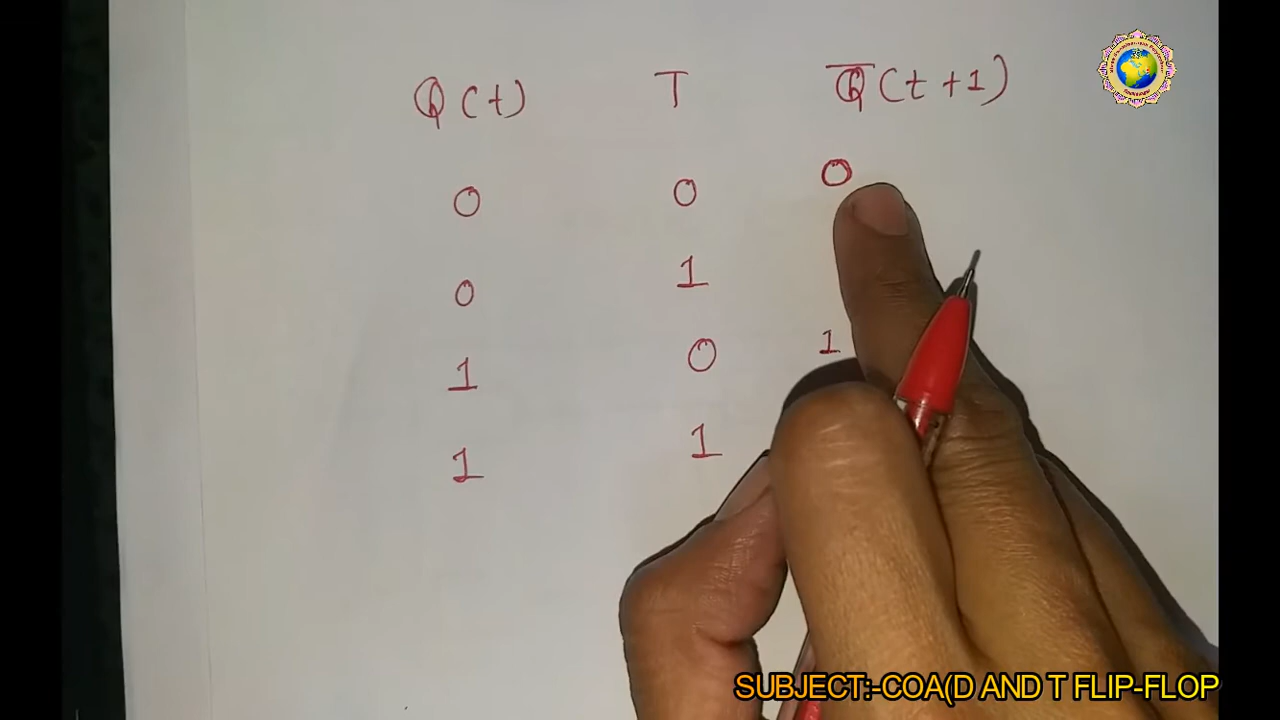 Q(t) T Q̅(t+1)
0 0 0
0 1
1 0 1
1 1
SUBJECT:-COA(D AND T FLIP-FLOP